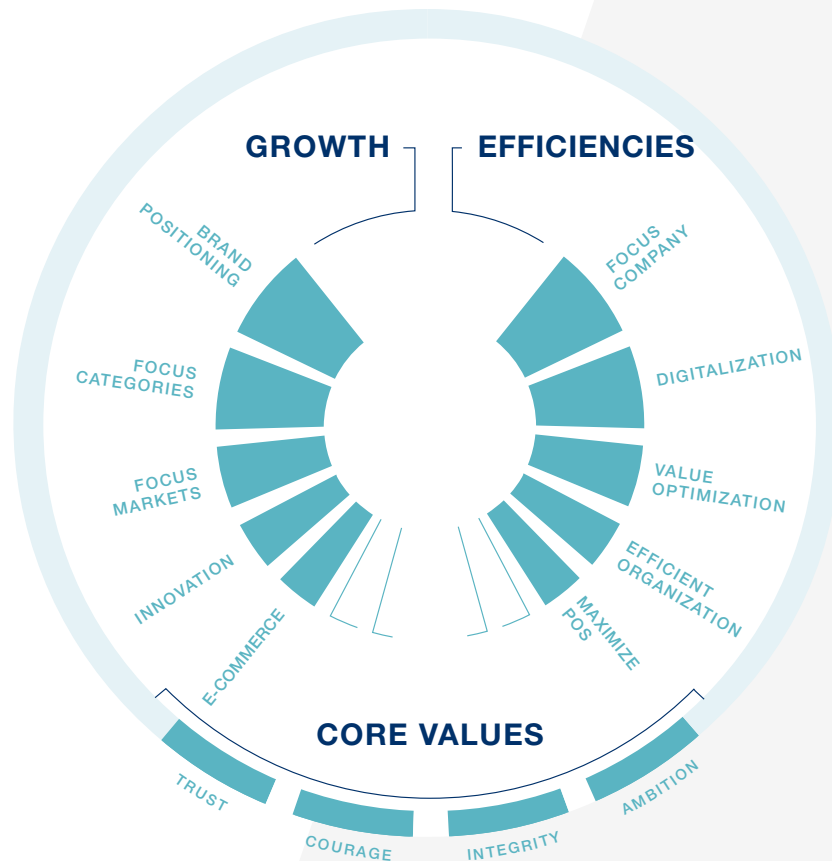 GROWTH
EFFICIENCIES
BRAND
POSITIONING
FOCUS
CATEGORIES
FOCUS
MARKETS
INNOVATION
E-COMMERCE
FOCUS
COMPANY
DIGITALIZATION
VALUE
OPTIMIZATION
EFFICIENT
ORGANIZATION
MAXIMIZE
POS
CORE VALUES
TRUST
COURAGE
INTEGRITY
AMBITION